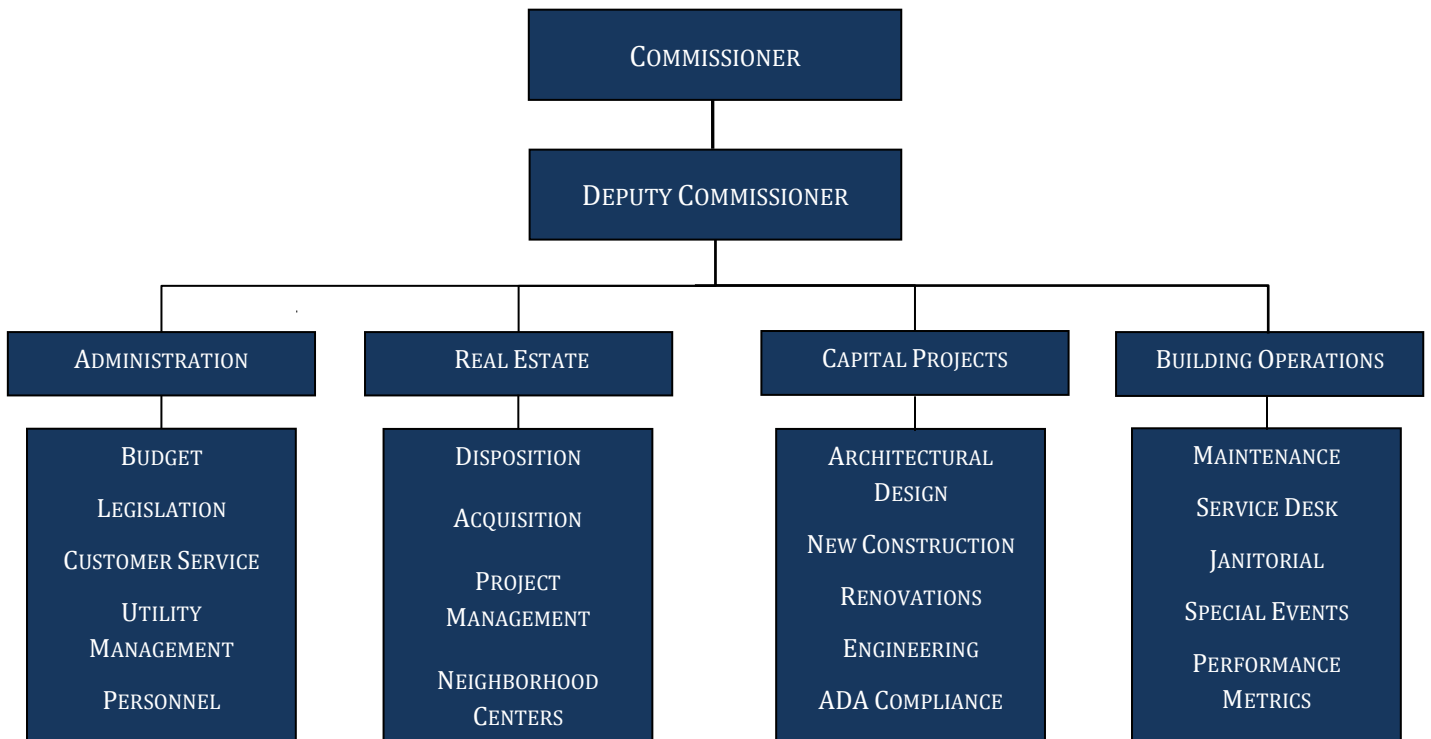 COMMISSIONER
DEPUTY COMMISSIONER
ADMINISTRATION
REAL ESTATE
CAPITAL PROJECTS
BUILDING OPERATIONS
BUDGET
LEGISLATION
CUSTOMER SERVICE
UTILITY
MANAGEMENT
PERSONNEL
DISPOSITION
ACQUISITION
PROJECT
MANAGEMENT
NEIGHBORHOOD
CENTERS
ARCHITECTURAL
DESIGN
NEW CONSTRUCTION
RENOVATIONS
ENGINEERING
ADA COMPLIANCE
MAINTENANCE
SERVICE DESK
JANITORIAL
SPECIAL EVENTS
PERFORMANCE
METRICS